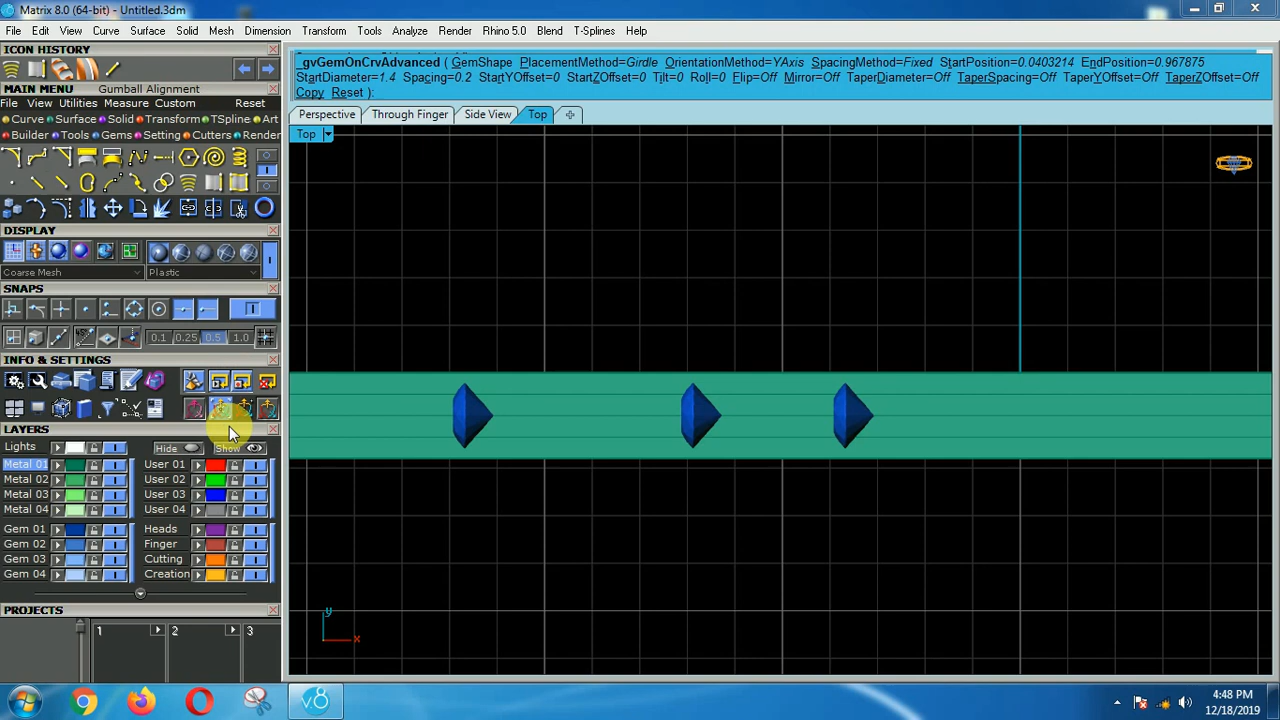 Matrix 8.0 (64-bit) - Untitled.3dm
File Edit View Curve Surface Solid Mesh Dimension Transform Tools Analyze Render Rhino 5.0 Blend T-Splines Help
ICON HISTORY
MAIN MENU Gumball Alignment
File View Utilities Measure Custom Reset
Curve Surface Solid Transform TSpline Art
Builder Tools Gems Setting Cutters Render
DISPLAY
Coarse Mesh Plastic
SNAPS
0.1 0.25 0.5 1.0
INFO & SETTINGS
LAYERS
Lights Hide Show
Metal 01 User 01
Metal 02 User 02
Metal 03 User 03
Metal 04 User 04
Gem 01 Heads
Gem 02 Finger
Gem 03 Cutting
Gem 04 Creation
PROJECTS
1 2 3
_gvGemOnCrvAdvanced ( GemShape PlacementMethod=Girdle OrientationMethod=YAxis SpacingMethod=Fixed StartPosition=0.0403214 EndPosition=0.967875
StartDiameter=1.4 Spacing=0.2 StartYOffset=0 StartZOffset=0 Tilt=0 Roll=0 Flip=Off Mirror=Off TaperDiameter=Off TaperSpacing=Off TaperYOffset=Off TaperZOffset=Off
Copy Reset ):
Perspective Through Finger Side View Top
Top
y
x
v8
4:48 PM
12/18/2019